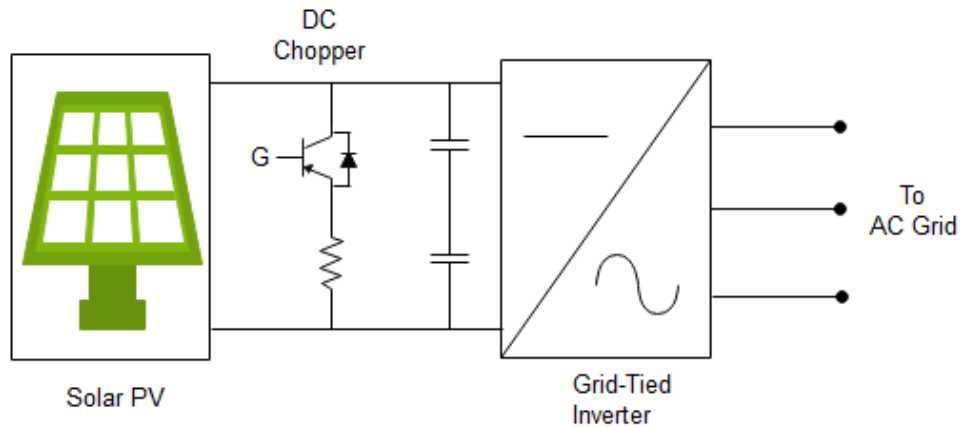 DC
Chopper
G
To
AC Grid
Solar PV
Grid-Tied
Inverter